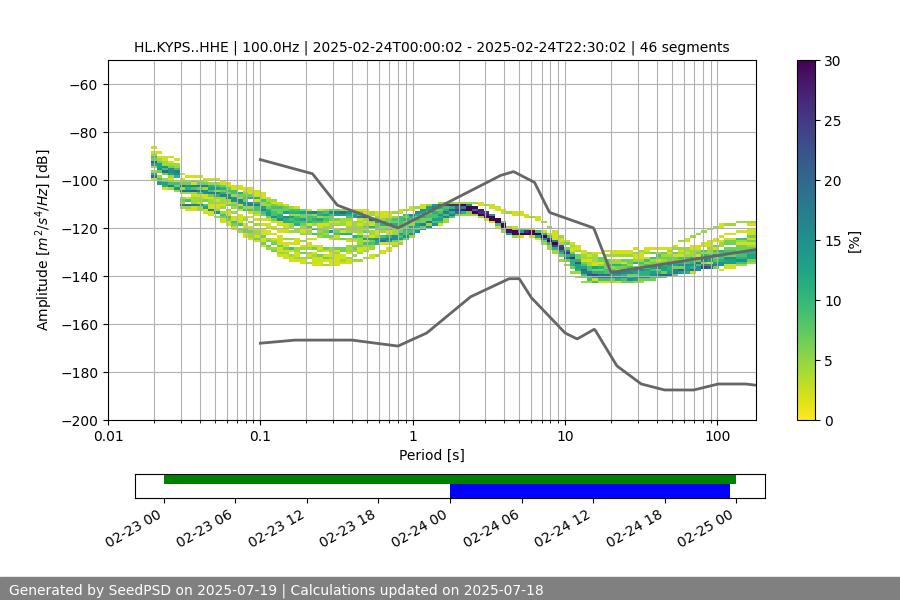 HL.KYPS..HHE | 100.0Hz | 2025-02-24T00:00:02 - 2025-02-24T22:30:02 | 46 segments
Amplitude [m²/s⁴/Hz] [dB]
−60
−80
−100
−120
−140
−160
−180
−200
0.01 0.1 1 10 100
Period [s]
30
25
20
15
10
5
0
[%]
02-23 00 02-23 06 02-23 12 02-23 18 02-24 00 02-24 06 02-24 12 02-24 18 02-25 00
Generated by SeedPSD on 2025-07-19 | Calculations updated on 2025-07-18